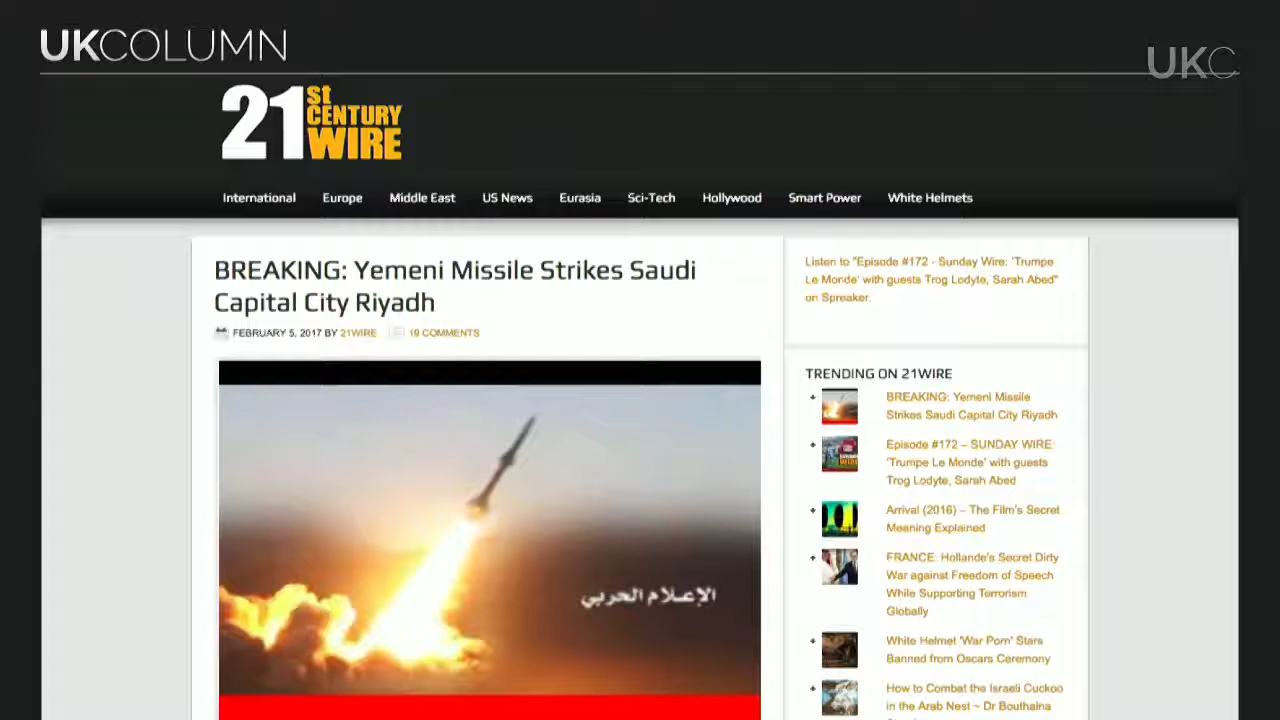 UKCOLUMN
UKC
21st CENTURY WIRE
International Europe Middle East US News Eurasia Sci-Tech Hollywood Smart Power White Helmets
BREAKING: Yemeni Missile Strikes Saudi
Capital City Riyadh
FEBRUARY 5, 2017 BY 21WIRE 19 COMMENTS
الإعلام الحربي
Listen to "Episode #172 - Sunday Wire: 'Trumpe
Le Monde' with guests Trog Lodyte, Sarah Abed"
on Spreaker.
TRENDING ON 21WIRE
BREAKING: Yemeni Missile
Strikes Saudi Capital City Riyadh
Episode #172 – SUNDAY WIRE:
'Trumpe Le Monde' with guests
Trog Lodyte, Sarah Abed
Arrival (2016) – The Film's Secret
Meaning Explained
FRANCE: Hollande's Secret Dirty
War against Freedom of Speech
While Supporting Terrorism
Globally
White Helmet 'War Porn' Stars
Banned from Oscars Ceremony
How to Combat the Israeli Cuckoo
in the Arab Nest ~ Dr Bouthaina